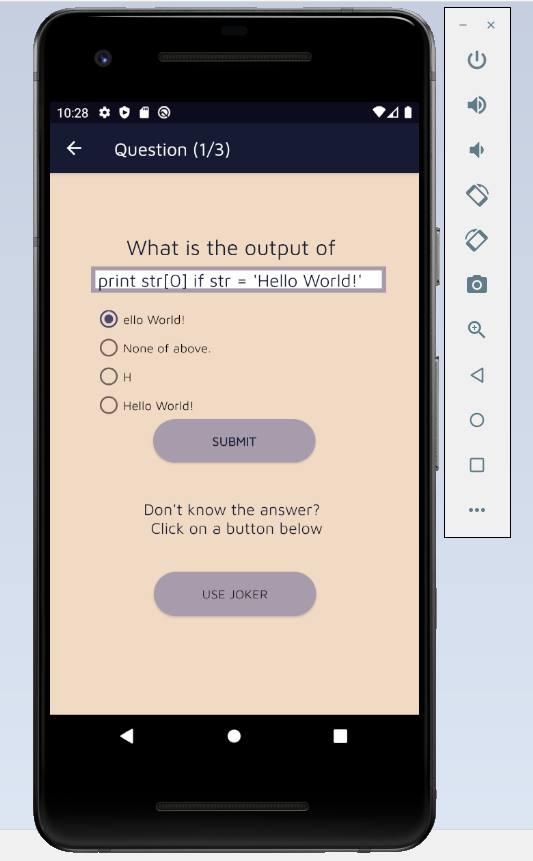 10:28
Question (1/3)
What is the output of
print str[0] if str = 'Hello World!'
ello World!
None of above.
H
Hello World!
SUBMIT
Don't know the answer?
Click on a button below
USE JOKER